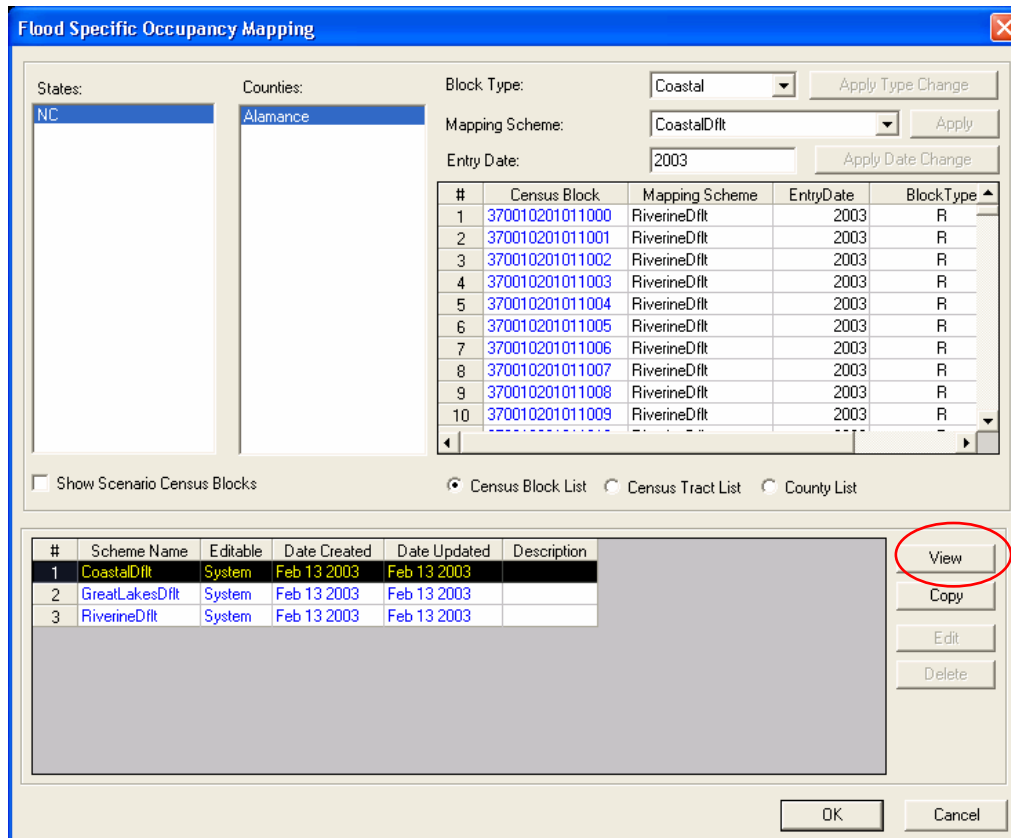 Flood Specific Occupancy Mapping
States:
NC
Counties:
Alamance
Block Type:
Coastal
Apply Type Change
Mapping Scheme:
CoastalDflt
Apply
Entry Date:
2003
Apply Date Change
# Census Block Mapping Scheme EntryDate BlockType
1 370010201011000 RiverineDflt 2003 R
2 370010201011001 RiverineDflt 2003 R
3 370010201011002 RiverineDflt 2003 R
4 370010201011003 RiverineDflt 2003 R
5 370010201011004 RiverineDflt 2003 R
6 370010201011005 RiverineDflt 2003 R
7 370010201011006 RiverineDflt 2003 R
8 370010201011007 RiverineDflt 2003 R
9 370010201011008 RiverineDflt 2003 R
10 370010201011009 RiverineDflt 2003 R
Show Scenario Census Blocks
Census Block List Census Tract List County List
# Scheme Name Editable Date Created Date Updated Description
1 CoastalDflt System Feb 13 2003 Feb 13 2003
2 GreatLakesDflt System Feb 13 2003 Feb 13 2003
3 RiverineDflt System Feb 13 2003 Feb 13 2003
View
Copy
Edit
Delete
OK Cancel